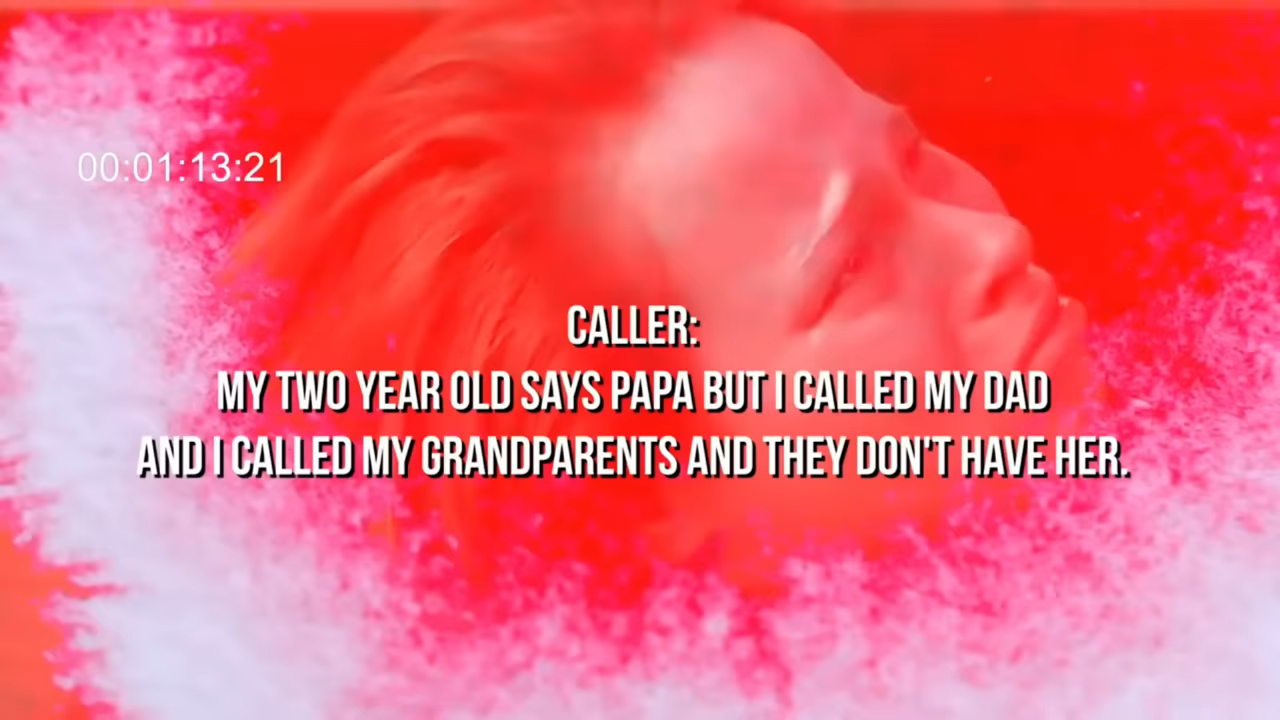 00:01:13:21
CALLER:
MY TWO YEAR OLD SAYS PAPA BUT I CALLED MY DAD
AND I CALLED MY GRANDPARENTS AND THEY DON'T HAVE HER.